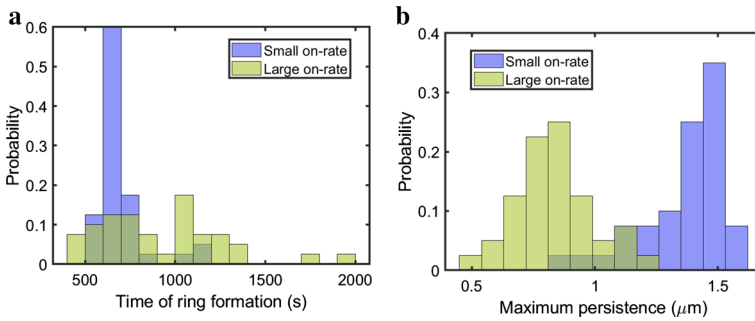 a
0.6
0.5
0.4
0.3
0.2
0.1
0
Probability
Small on-rate
Large on-rate
500
1000
1500
2000
Time of ring formation (s)
b
0.4
0.3
0.2
0.1
0
Probability
Small on-rate
Large on-rate
0.5
1
1.5
Maximum persistence (μm)